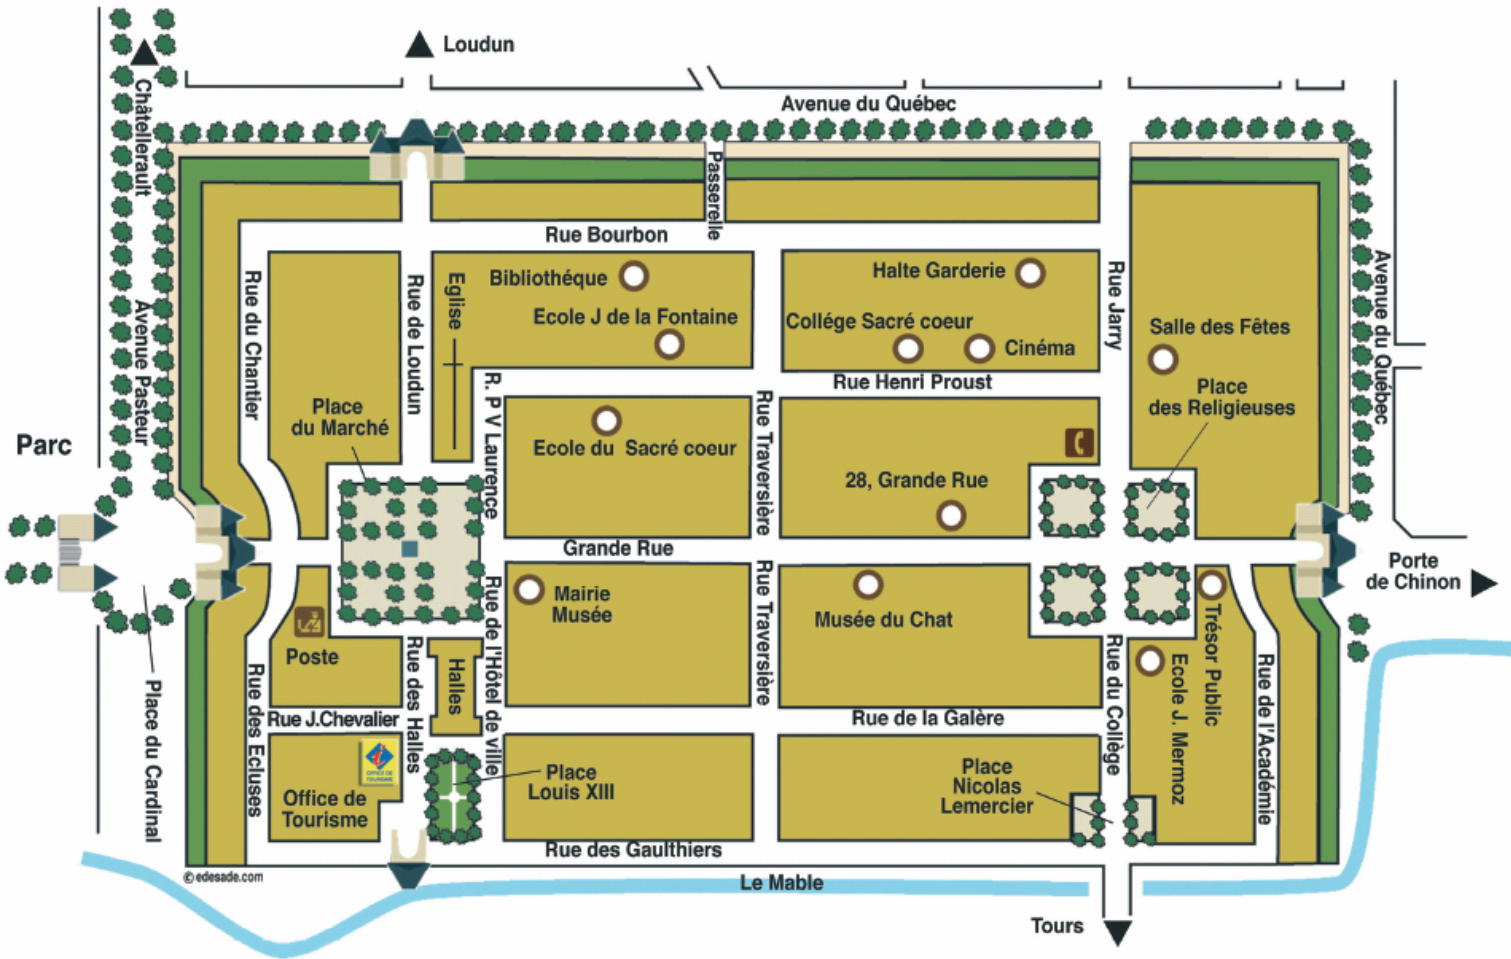 Loudun
Châtellerault
Avenue du Québec
Passerelle
Rue Bourbon
Bibliothéque
Ecole J de la Fontaine
Halte Garderie
Collége Sacré coeur
Cinéma
Rue Henri Proust
Rue Jarry
Salle des Fêtes
Place
des Religieuses
Avenue du Québec
Avenue Pasteur
Rue du Chantier
Rue de Loudun
Eglise
R. P V Laurence
Place
du Marché
Parc
Ecole du Sacré coeur
Rue Traversière
28, Grande Rue
Grande Rue
Porte
de Chinon
Mairie
Musée
Musée du Chat
Rue Traversière
Poste
Rue de l'Hôtel de ville
Rue des Halles
Halles
Rue J.Chevalier
Rue des Ecluses
Place du Cardinal
OFFICE DE
TOURISME
Office de
Tourisme
Place
Louis XIII
Rue de la Galère
Place
Nicolas
Lemercier
Rue du Collège
Ecole J. Mermoz
Trésor Public
Rue de l'Académie
Rue des Gaulthiers
© edesade.com
Le Mable
Tours